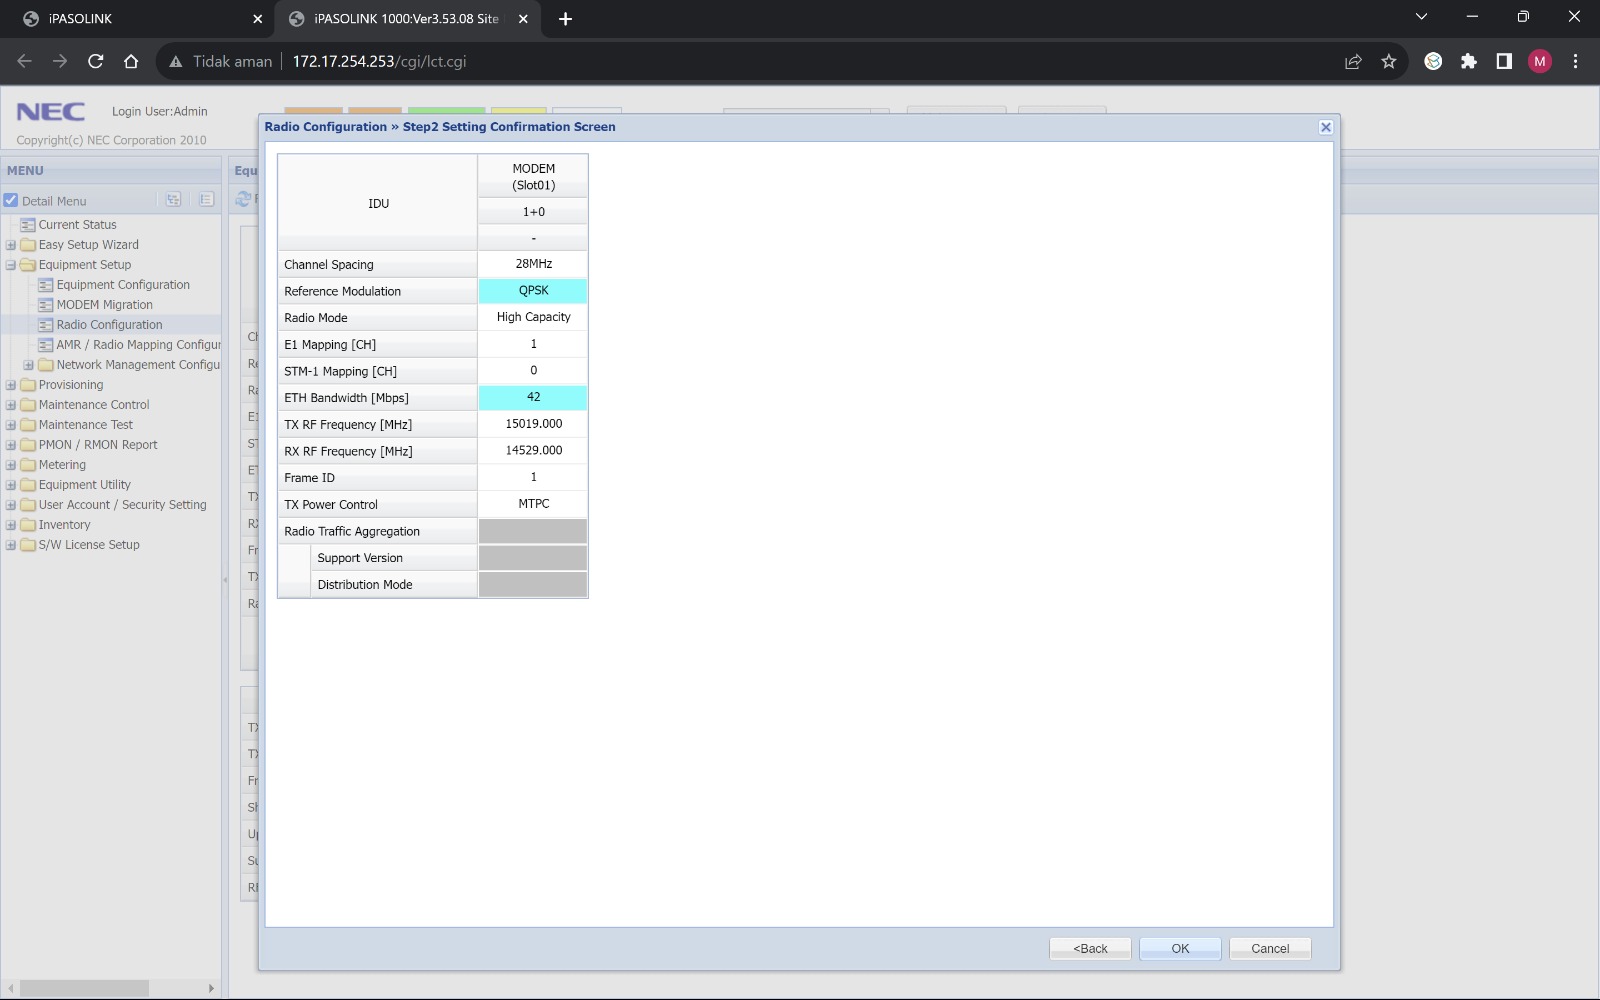 iPASOLINK
iPASOLINK 1000:Ver3.53.08 Site
Tidak aman
172.17.254.253/cgi/lct.cgi
M
NEC
Login User:Admin
Copyright(c) NEC Corporation 2010
MENU
Detail Menu
Current Status
Easy Setup Wizard
Equipment Setup
Equipment Configuration
MODEM Migration
Radio Configuration
AMR / Radio Mapping Configur
Network Management Configu
Provisioning
Maintenance Control
Maintenance Test
PMON / RMON Report
Metering
Equipment Utility
User Account / Security Setting
Inventory
S/W License Setup
Equ
Radio Configuration » Step2 Setting Confirmation Screen
IDU
MODEM
(Slot01)
1+0
-
Channel Spacing 28MHz
Reference Modulation QPSK
Radio Mode High Capacity
E1 Mapping [CH] 1
STM-1 Mapping [CH] 0
ETH Bandwidth [Mbps] 42
TX RF Frequency [MHz] 15019.000
RX RF Frequency [MHz] 14529.000
Frame ID 1
TX Power Control MTPC
Radio Traffic Aggregation
Support Version
Distribution Mode
<Back
OK
Cancel